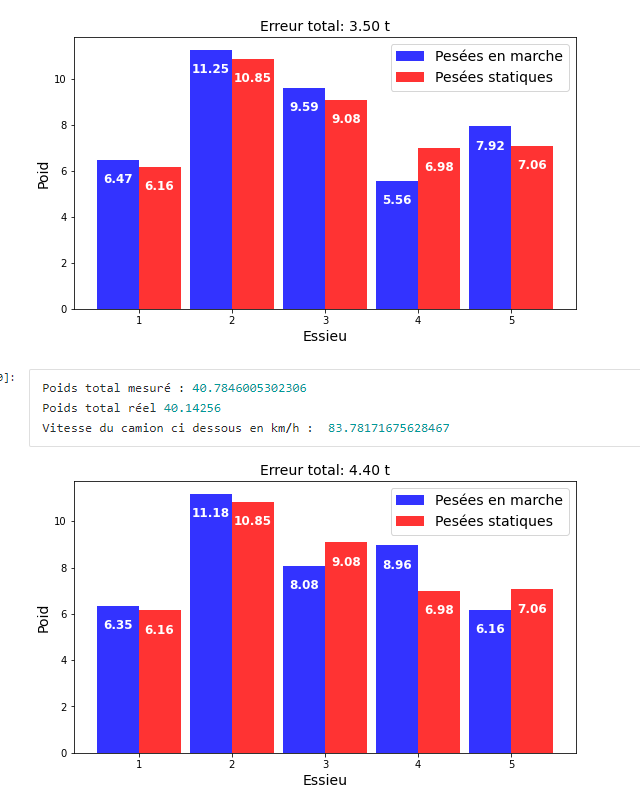 Erreur total: 3.50 t
Pesées en marche
Pesées statiques
Poid
10
8
6
4
2
0
6.47
6.16
11.25
10.85
9.59
9.08
5.56
6.98
7.92
7.06
1 2 3 4 5
Essieu
0]:
Poids total mesuré : 40.7846005302306
Poids total réel 40.14256
Vitesse du camion ci dessous en km/h : 83.78171675628467
Erreur total: 4.40 t
Pesées en marche
Pesées statiques
Poid
10
8
6
4
2
0
6.35
6.16
11.18
10.85
8.08
9.08
8.96
6.98
6.16
7.06
1 2 3 4 5
Essieu